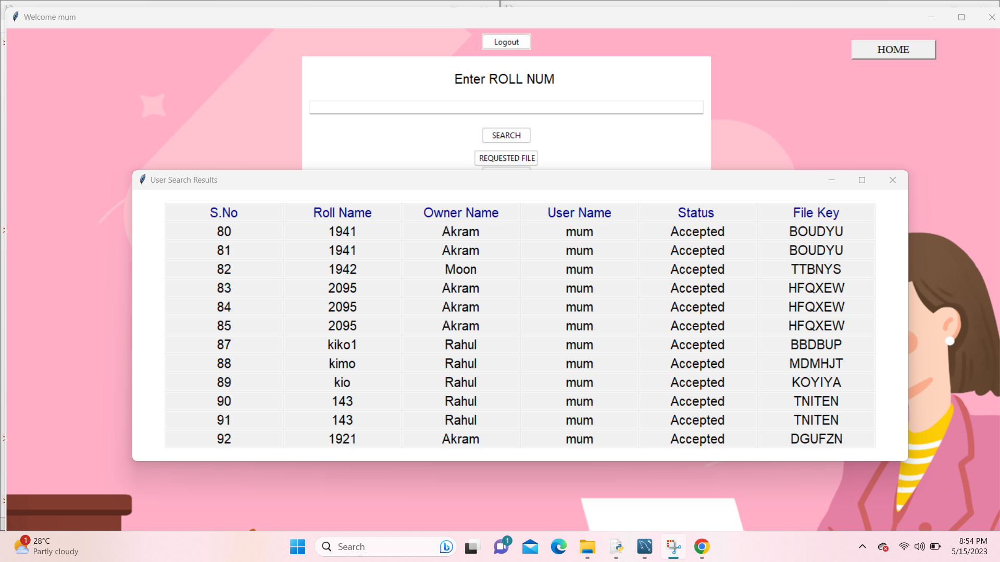 Welcome mum
Logout
HOME
Enter ROLL NUM
SEARCH
REQUESTED FILE
User Search Results
S.No Roll Name Owner Name User Name Status File Key
80 1941 Akram mum Accepted BOUDYU
81 1941 Akram mum Accepted BOUDYU
82 1942 Moon mum Accepted TTBNYS
83 2095 Akram mum Accepted HFQXEW
84 2095 Akram mum Accepted HFQXEW
85 2095 Akram mum Accepted HFQXEW
87 kiko1 Rahul mum Accepted BBDBUP
88 kimo Rahul mum Accepted MDMHJT
89 kio Rahul mum Accepted KOYIYA
90 143 Rahul mum Accepted TNITEN
91 143 Rahul mum Accepted TNITEN
92 1921 Akram mum Accepted DGUFZN
1
28°C
Partly cloudy
Search
1
8:54 PM
5/15/2023